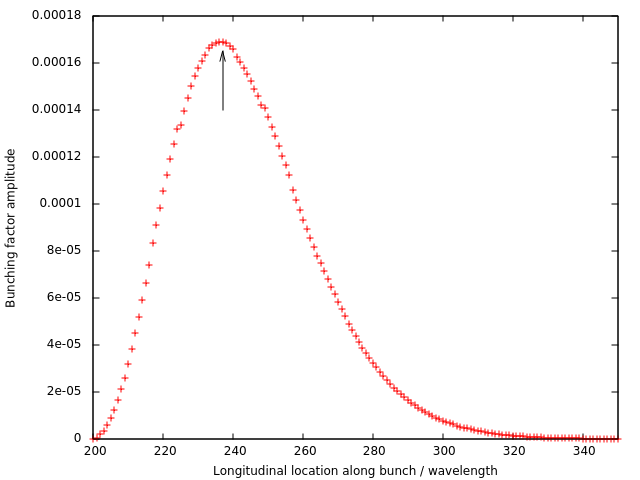 0.00018
0.00016
0.00014
0.00012
0.0001
8e-05
6e-05
4e-05
2e-05
0
Bunching factor amplitude
200 220 240 260 280 300 320 340
Longitudinal location along bunch / wavelength